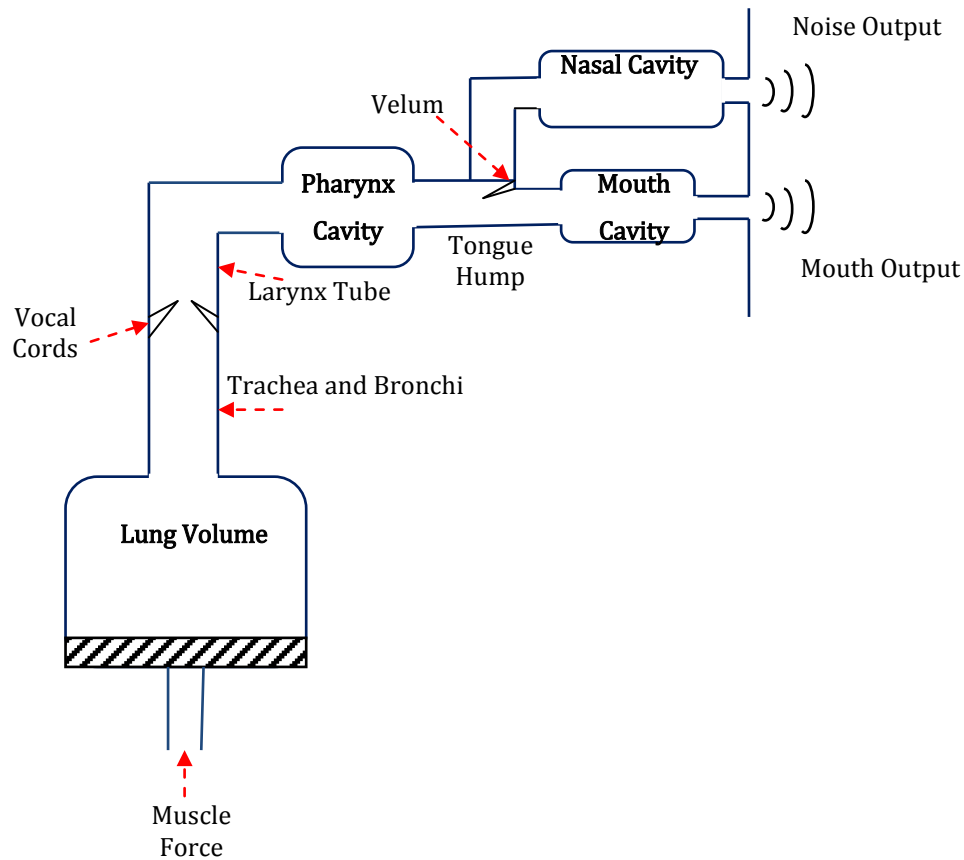 Noise Output
Nasal Cavity
Velum
Pharynx
Cavity
Mouth
Cavity
Tongue
Hump
Mouth Output
Larynx Tube
Vocal
Cords
Trachea and Bronchi
Lung Volume
Muscle
Force